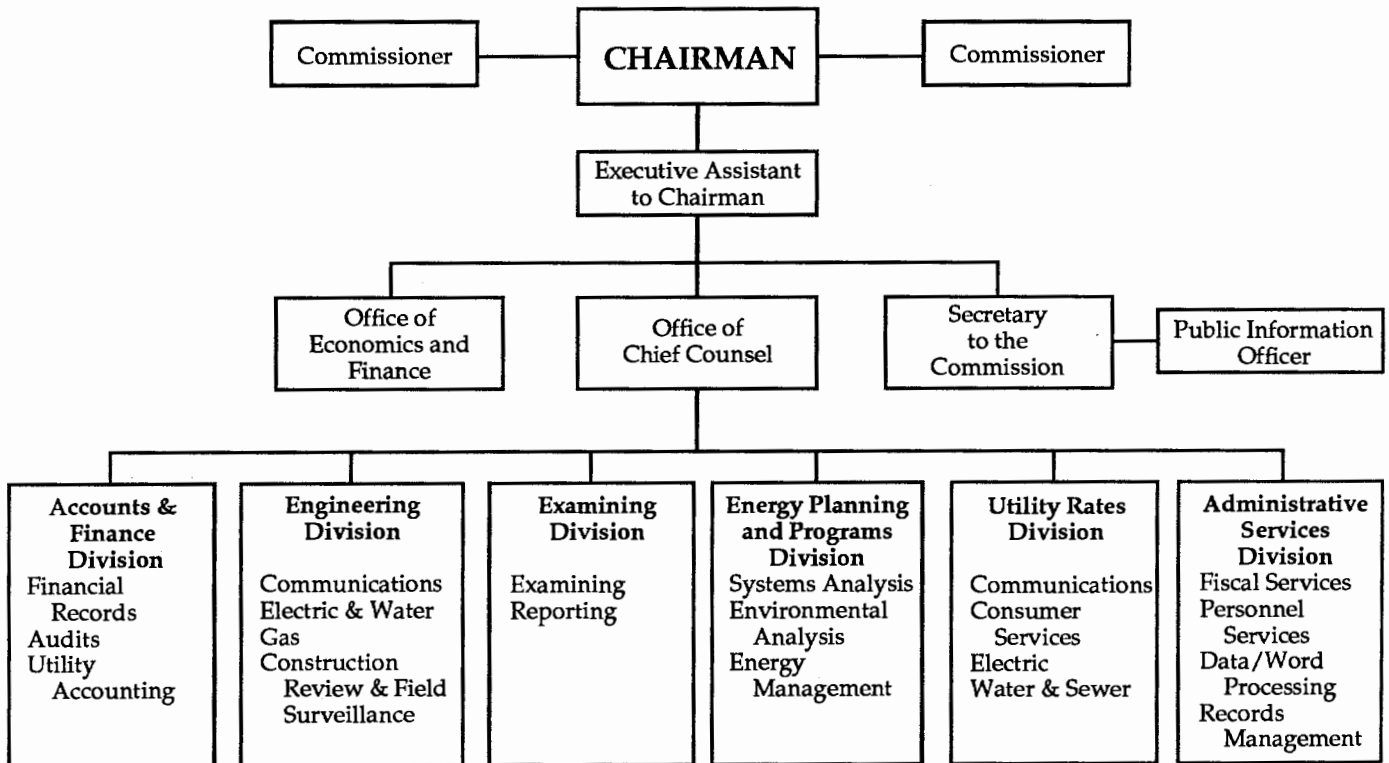 Commissioner
CHAIRMAN
Commissioner
Executive Assistant
to Chairman
Office of
Economics and
Finance
Office of
Chief Counsel
Secretary
to the
Commission
Public Information
Officer
Accounts &
Finance
Division
Financial
Records
Audits
Utility
Accounting
Engineering
Division
Communications
Electric & Water
Gas
Construction
Review & Field
Surveillance
Examining
Division
Examining
Reporting
Energy Planning
and Programs
Division
Systems Analysis
Environmental
Analysis
Energy
Management
Utility Rates
Division
Communications
Consumer
Services
Electric
Water & Sewer
Administrative
Services
Division
Fiscal Services
Personnel
Services
Data/Word
Processing
Records
Management